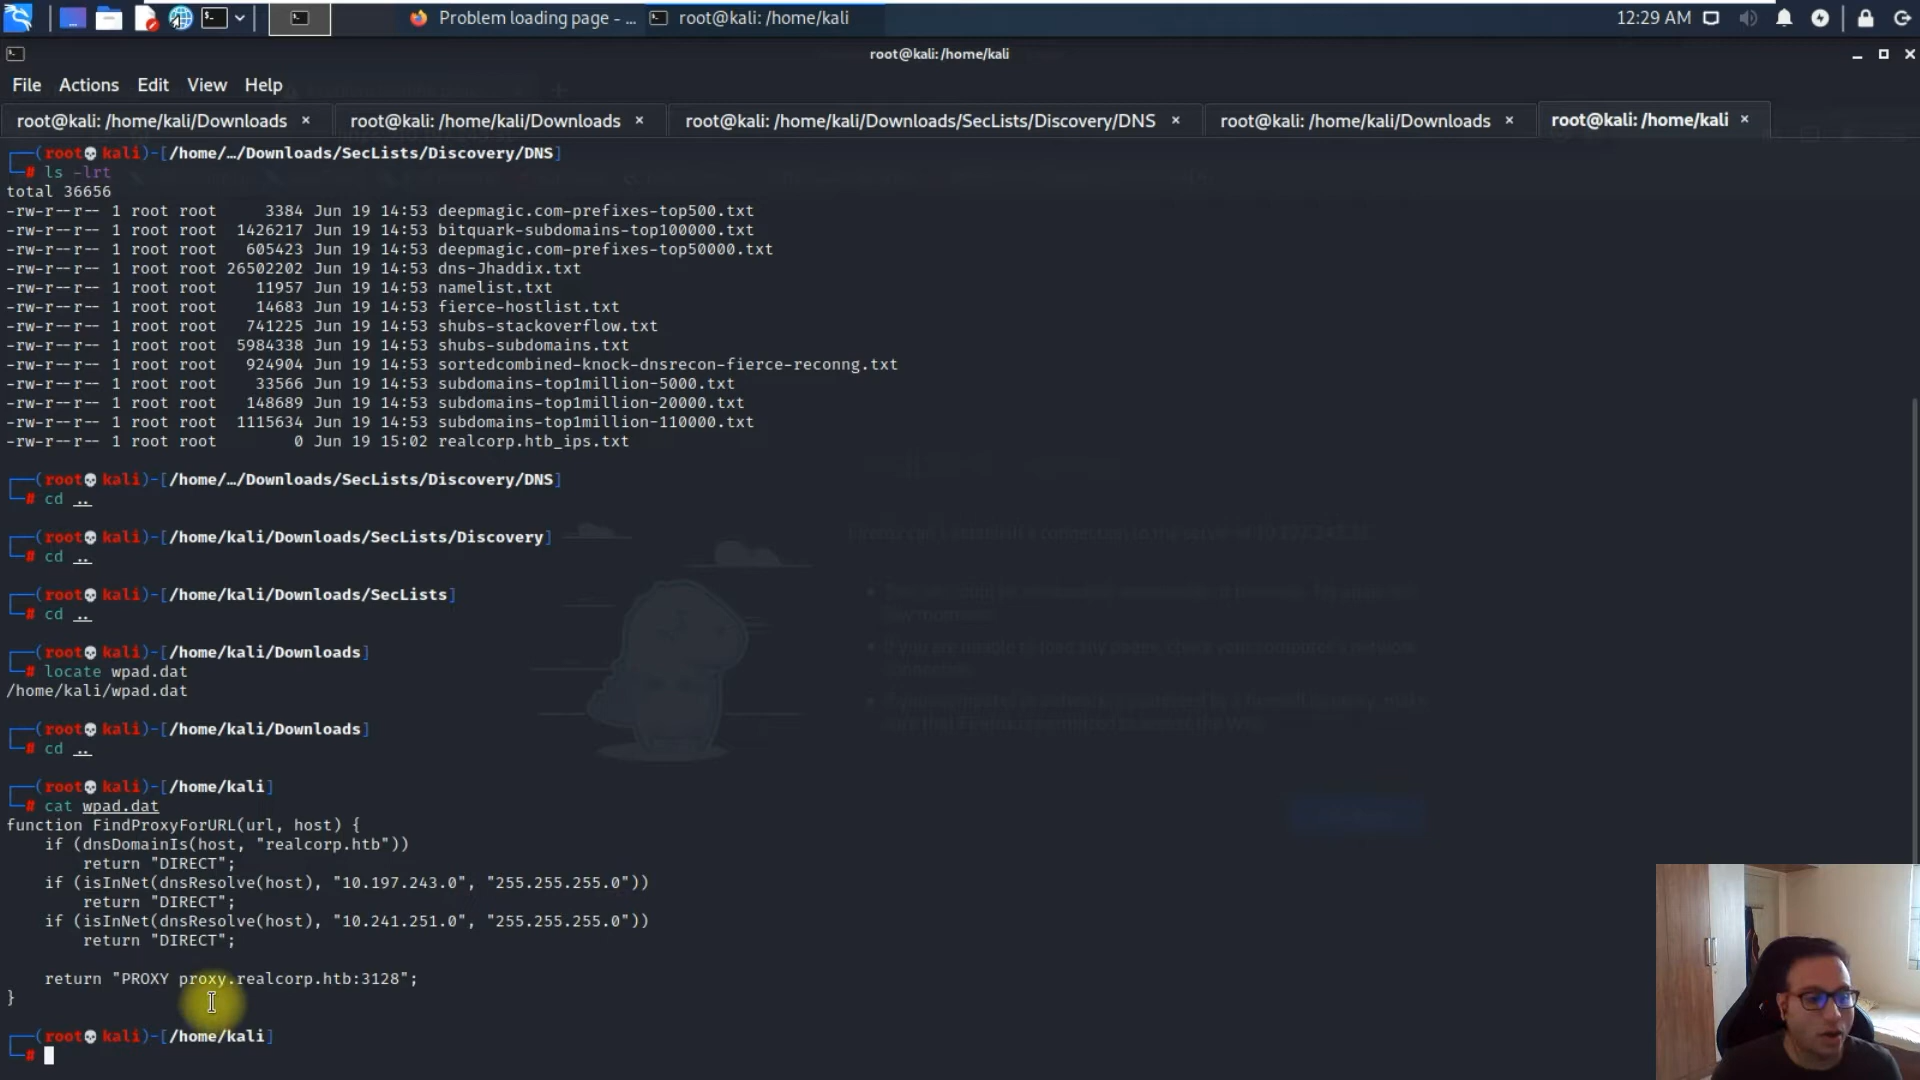 Problem loading page - ...
root@kali: /home/kali
12:29 AM
root@kali: /home/kali
File Actions Edit View Help
root@kali: /home/kali/Downloads ×
root@kali: /home/kali/Downloads ×
root@kali: /home/kali/Downloads/SecLists/Discovery/DNS ×
root@kali: /home/kali/Downloads ×
root@kali: /home/kali ×
┌──(root💀kali)-[/home/…/Downloads/SecLists/Discovery/DNS]
└─# ls -lrt
total 36656
-rw-r--r-- 1 root root     3384 Jun 19 14:53 deepmagic.com-prefixes-top500.txt
-rw-r--r-- 1 root root  1426217 Jun 19 14:53 bitquark-subdomains-top100000.txt
-rw-r--r-- 1 root root   605423 Jun 19 14:53 deepmagic.com-prefixes-top50000.txt
-rw-r--r-- 1 root root 26502202 Jun 19 14:53 dns-Jhaddix.txt
-rw-r--r-- 1 root root    11957 Jun 19 14:53 namelist.txt
-rw-r--r-- 1 root root    14683 Jun 19 14:53 fierce-hostlist.txt
-rw-r--r-- 1 root root   741225 Jun 19 14:53 shubs-stackoverflow.txt
-rw-r--r-- 1 root root  5984338 Jun 19 14:53 shubs-subdomains.txt
-rw-r--r-- 1 root root   924904 Jun 19 14:53 sortedcombined-knock-dnsrecon-fierce-reconng.txt
-rw-r--r-- 1 root root    33566 Jun 19 14:53 subdomains-top1million-5000.txt
-rw-r--r-- 1 root root   148689 Jun 19 14:53 subdomains-top1million-20000.txt
-rw-r--r-- 1 root root  1115634 Jun 19 14:53 subdomains-top1million-110000.txt
-rw-r--r-- 1 root root        0 Jun 19 15:02 realcorp.htb_ips.txt
┌──(root💀kali)-[/home/…/Downloads/SecLists/Discovery/DNS]
└─# cd ..
┌──(root💀kali)-[/home/kali/Downloads/SecLists/Discovery]
└─# cd ..
┌──(root💀kali)-[/home/kali/Downloads/SecLists]
└─# cd ..
┌──(root💀kali)-[/home/kali/Downloads]
└─# locate wpad.dat
/home/kali/wpad.dat
┌──(root💀kali)-[/home/kali/Downloads]
└─# cd ..
┌──(root💀kali)-[/home/kali]
└─# cat wpad.dat
function FindProxyForURL(url, host) {
    if (dnsDomainIs(host, "realcorp.htb"))
        return "DIRECT";
    if (isInNet(dnsResolve(host), "10.197.243.0", "255.255.255.0"))
        return "DIRECT";
    if (isInNet(dnsResolve(host), "10.241.251.0", "255.255.255.0"))
        return "DIRECT";
    return "PROXY proxy.realcorp.htb:3128";
}
┌──(root💀kali)-[/home/kali]
└─#